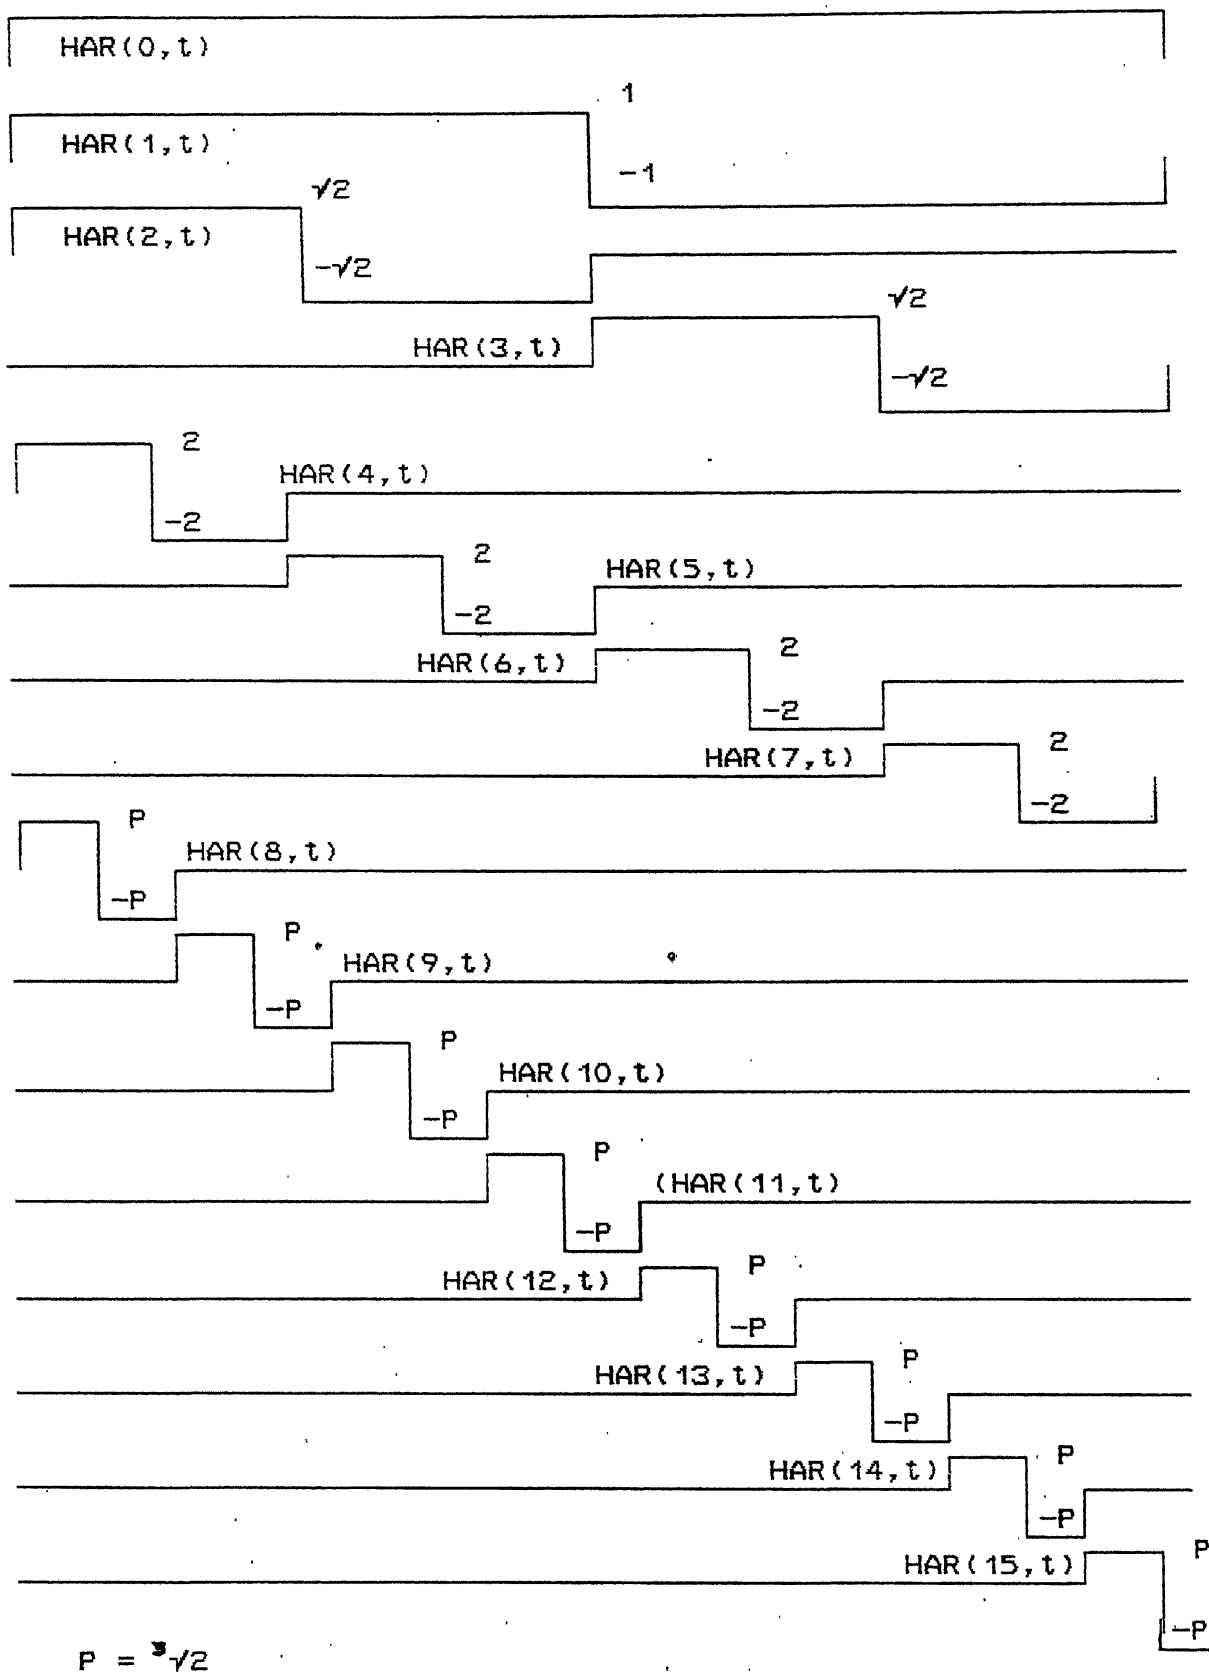 HAR(0,t)
1
HAR(1,t)
-1
√2
HAR(2,t)
-√2
√2
HAR(3,t)
-√2
2
HAR(4,t)
-2
2
HAR(5,t)
-2
2
HAR(6,t)
-2
2
HAR(7,t)
-2
P
HAR(8,t)
-P
P
HAR(9,t)
-P
P
HAR(10,t)
-P
P
(HAR(11,t)
-P
P
HAR(12,t)
-P
P
HAR(13,t)
-P
P
HAR(14,t)
-P
P
HAR(15,t)
-P
P = ³√2